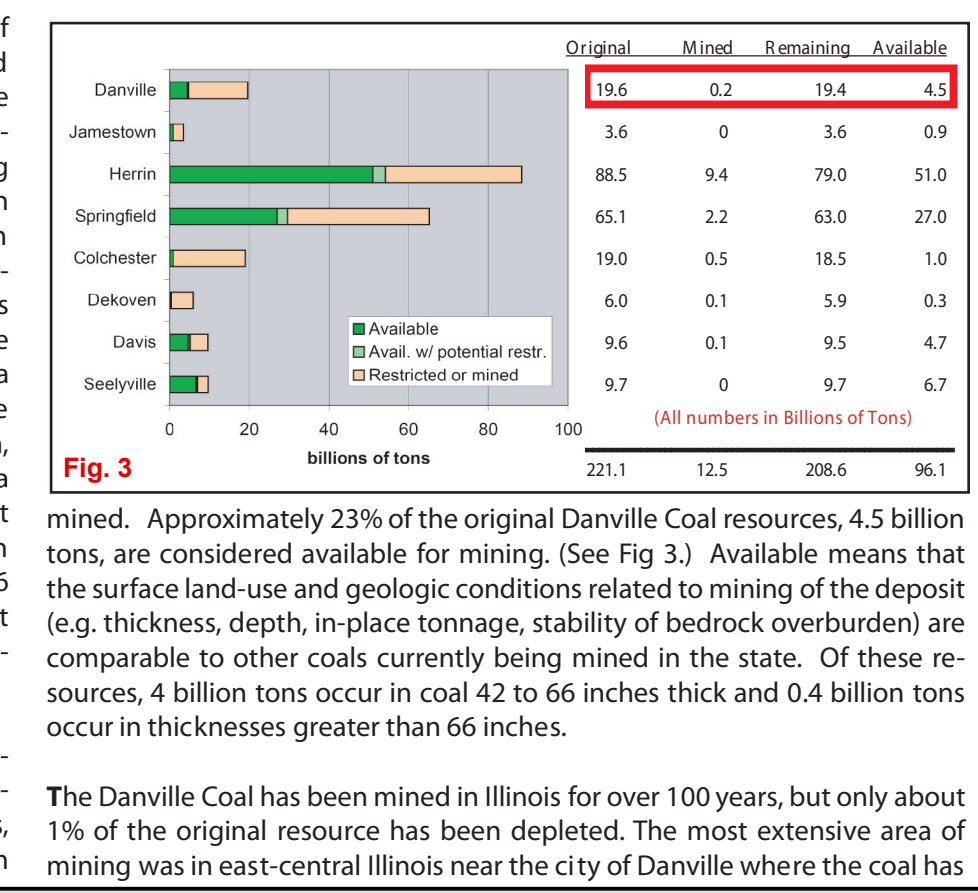 Original Mined Remaining Available
Danville 19.6 0.2 19.4 4.5
Jamestown 3.6 0 3.6 0.9
Herrin 88.5 9.4 79.0 51.0
Springfield 65.1 2.2 63.0 27.0
Colchester 19.0 0.5 18.5 1.0
Dekoven 6.0 0.1 5.9 0.3
Davis 9.6 0.1 9.5 4.7
Seelyville 9.7 0 9.7 6.7
Available
Avail. w/ potential restr.
Restricted or mined
(All numbers in Billions of Tons)
0 20 40 60 80 100
billions of tons
Fig. 3
221.1 12.5 208.6 96.1
mined. Approximately 23% of the original Danville Coal resources, 4.5 billion
tons, are considered available for mining. (See Fig 3.) Available means that
the surface land-use and geologic conditions related to mining of the deposit
(e.g. thickness, depth, in-place tonnage, stability of bedrock overburden) are
comparable to other coals currently being mined in the state. Of these re-
sources, 4 billion tons occur in coal 42 to 66 inches thick and 0.4 billion tons
occur in thicknesses greater than 66 inches.
The Danville Coal has been mined in Illinois for over 100 years, but only about
1% of the original resource has been depleted. The most extensive area of
mining was in east-central Illinois near the city of Danville where the coal has